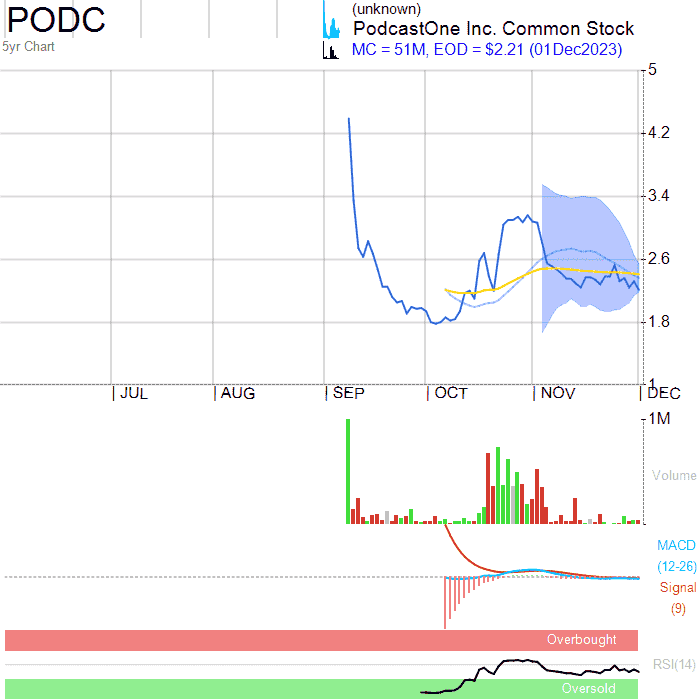 PODC
5yr Chart
(unknown)
PodcastOne Inc. Common Stock
MC = 51M, EOD = $2.21 (01Dec2023)
5
4.2
3.4
2.6
1.8
1
JUL AUG SEP OCT NOV DEC
1M
Volume
MACD
(12-26)
Signal
(9)
Overbought
RSI(14)
Oversold